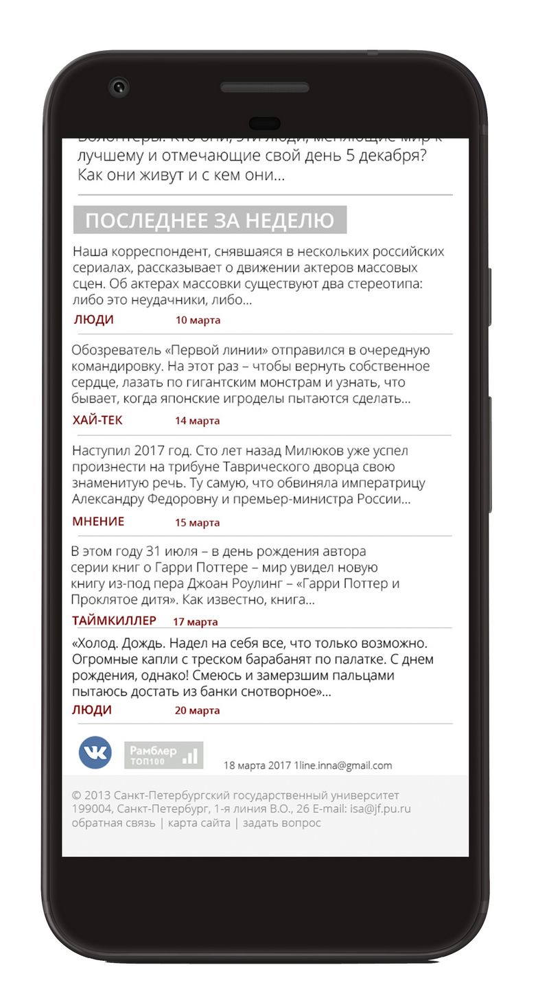 Волонтеры. Кто они, эти люди, меняющие мир к
лучшему и отмечающие свой день 5 декабря?
Как они живут и с кем они...
ПОСЛЕДНЕЕ ЗА НЕДЕЛЮ
Наша корреспондент, снявшаяся в нескольких российских
сериалах, рассказывает о движении актеров массовых
сцен. Об актерах массовки существуют два стереотипа:
либо это неудачники, либо...
ЛЮДИ 10 марта
Обозреватель «Первой линии» отправился в очередную
командировку. На этот раз – чтобы вернуть собственное
сердце, лазать по гигантским монстрам и узнать, что
бывает, когда японские игроделы пытаются сделать...
ХАЙ-ТЕК 14 марта
Наступил 2017 год. Сто лет назад Милюков уже успел
произнести на трибуне Таврического дворца свою
знаменитую речь. Ту самую, что обвиняла императрицу
Александру Федоровну и премьер-министра России...
МНЕНИЕ 15 марта
В этом году 31 июля – в день рождения автора
серии книг о Гарри Поттере – мир увидел новую
книгу из-под пера Джоан Роулинг – «Гарри Поттер и
Проклятое дитя». Как известно, книга...
ТАЙМКИЛЛЕР 17 марта
«Холод. Дождь. Надел на себя все, что только возможно.
Огромные капли с треском барабанят по палатке. С днем
рождения, однако! Смеюсь и замерзшим пальцами
пытаюсь достать из банки снотворное»...
ЛЮДИ 20 марта
Рамблер
ТОП100
18 марта 2017 1line.inna@gmail.com
© 2013 Санкт-Петербургский государственный университет
199004, Санкт-Петербург, 1-я линия В.О., 26 E-mail: isa@jf.pu.ru
обратная связь | карта сайта | задать вопрос